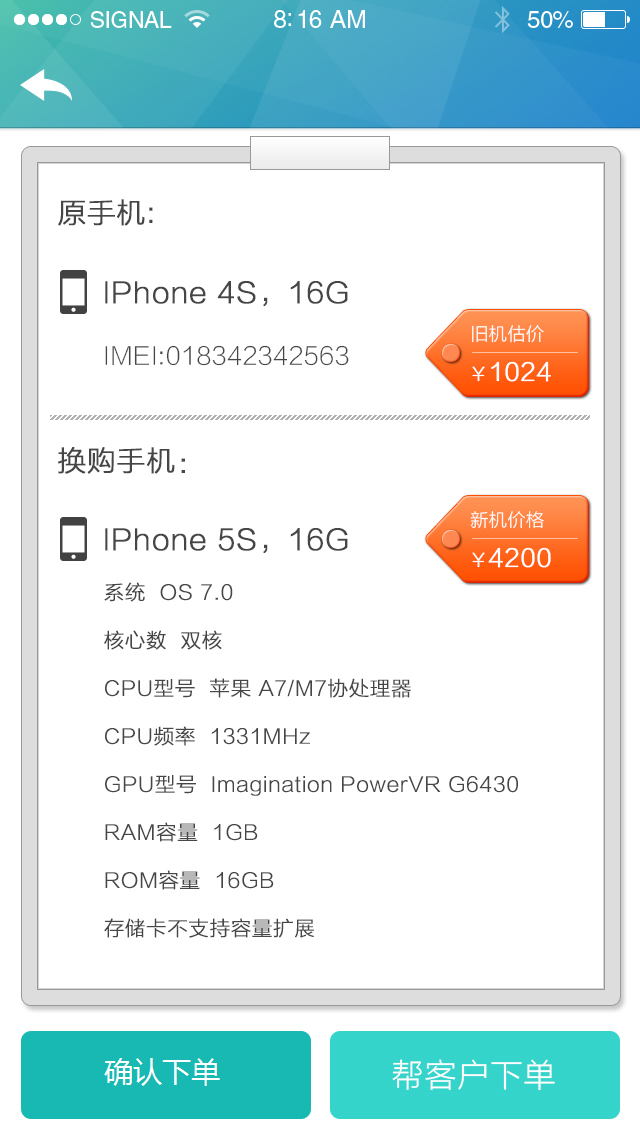 SIGNAL 8:16 AM 50%
原手机:
IPhone 4S，16G
旧机估价
IMEI:018342342563
¥1024
换购手机：
新机价格
IPhone 5S，16G
¥4200
系统 OS 7.0
核心数 双核
CPU型号 苹果 A7/M7协处理器
CPU频率 1331MHz
GPU型号 Imagination PowerVR G6430
RAM容量 1GB
ROM容量 16GB
存储卡不支持容量扩展
确认下单 帮客户下单